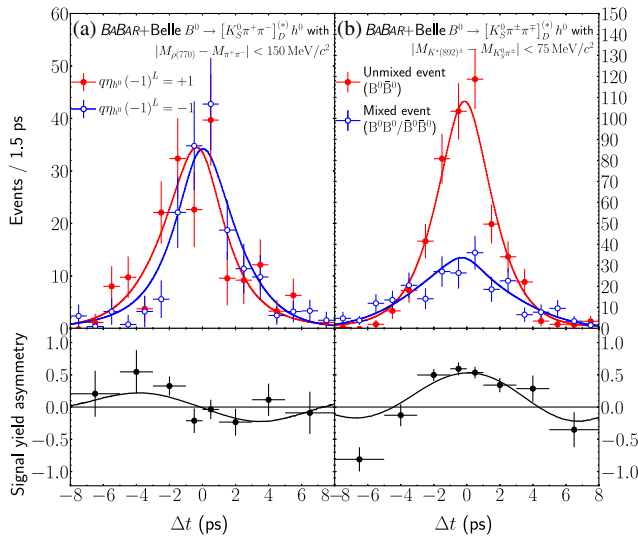 (a) BABAR+Belle B⁰ → [K_S⁰π⁺π⁻]_D^(*) h⁰ with
|M_ρ(770) − M_π⁺π⁻| < 150 MeV/c²
qη_h⁰(−1)^L = +1
qη_h⁰(−1)^L = −1
(b) BABAR+Belle B⁰ → [K_S⁰π^±π^∓]_D^(*) h⁰ with
|M_K*(892)^± − M_K_S⁰π^±| < 75 MeV/c²
Unmixed event
(B⁰B̄⁰)
Mixed event
(B⁰B⁰/B̄⁰B̄⁰)
Events / 1.5 ps
60
50
40
30
20
10
0
150
140
130
120
110
100
90
80
70
60
50
40
30
20
10
0
Signal yield asymmetry
1.0
0.5
0.0
−0.5
−1.0
1.0
0.5
0.0
−0.5
−1.0
−8 −6 −4 −2 0 2 4 6 −8 −6 −4 −2 0 2 4 6 8
Δt (ps)
Δt (ps)